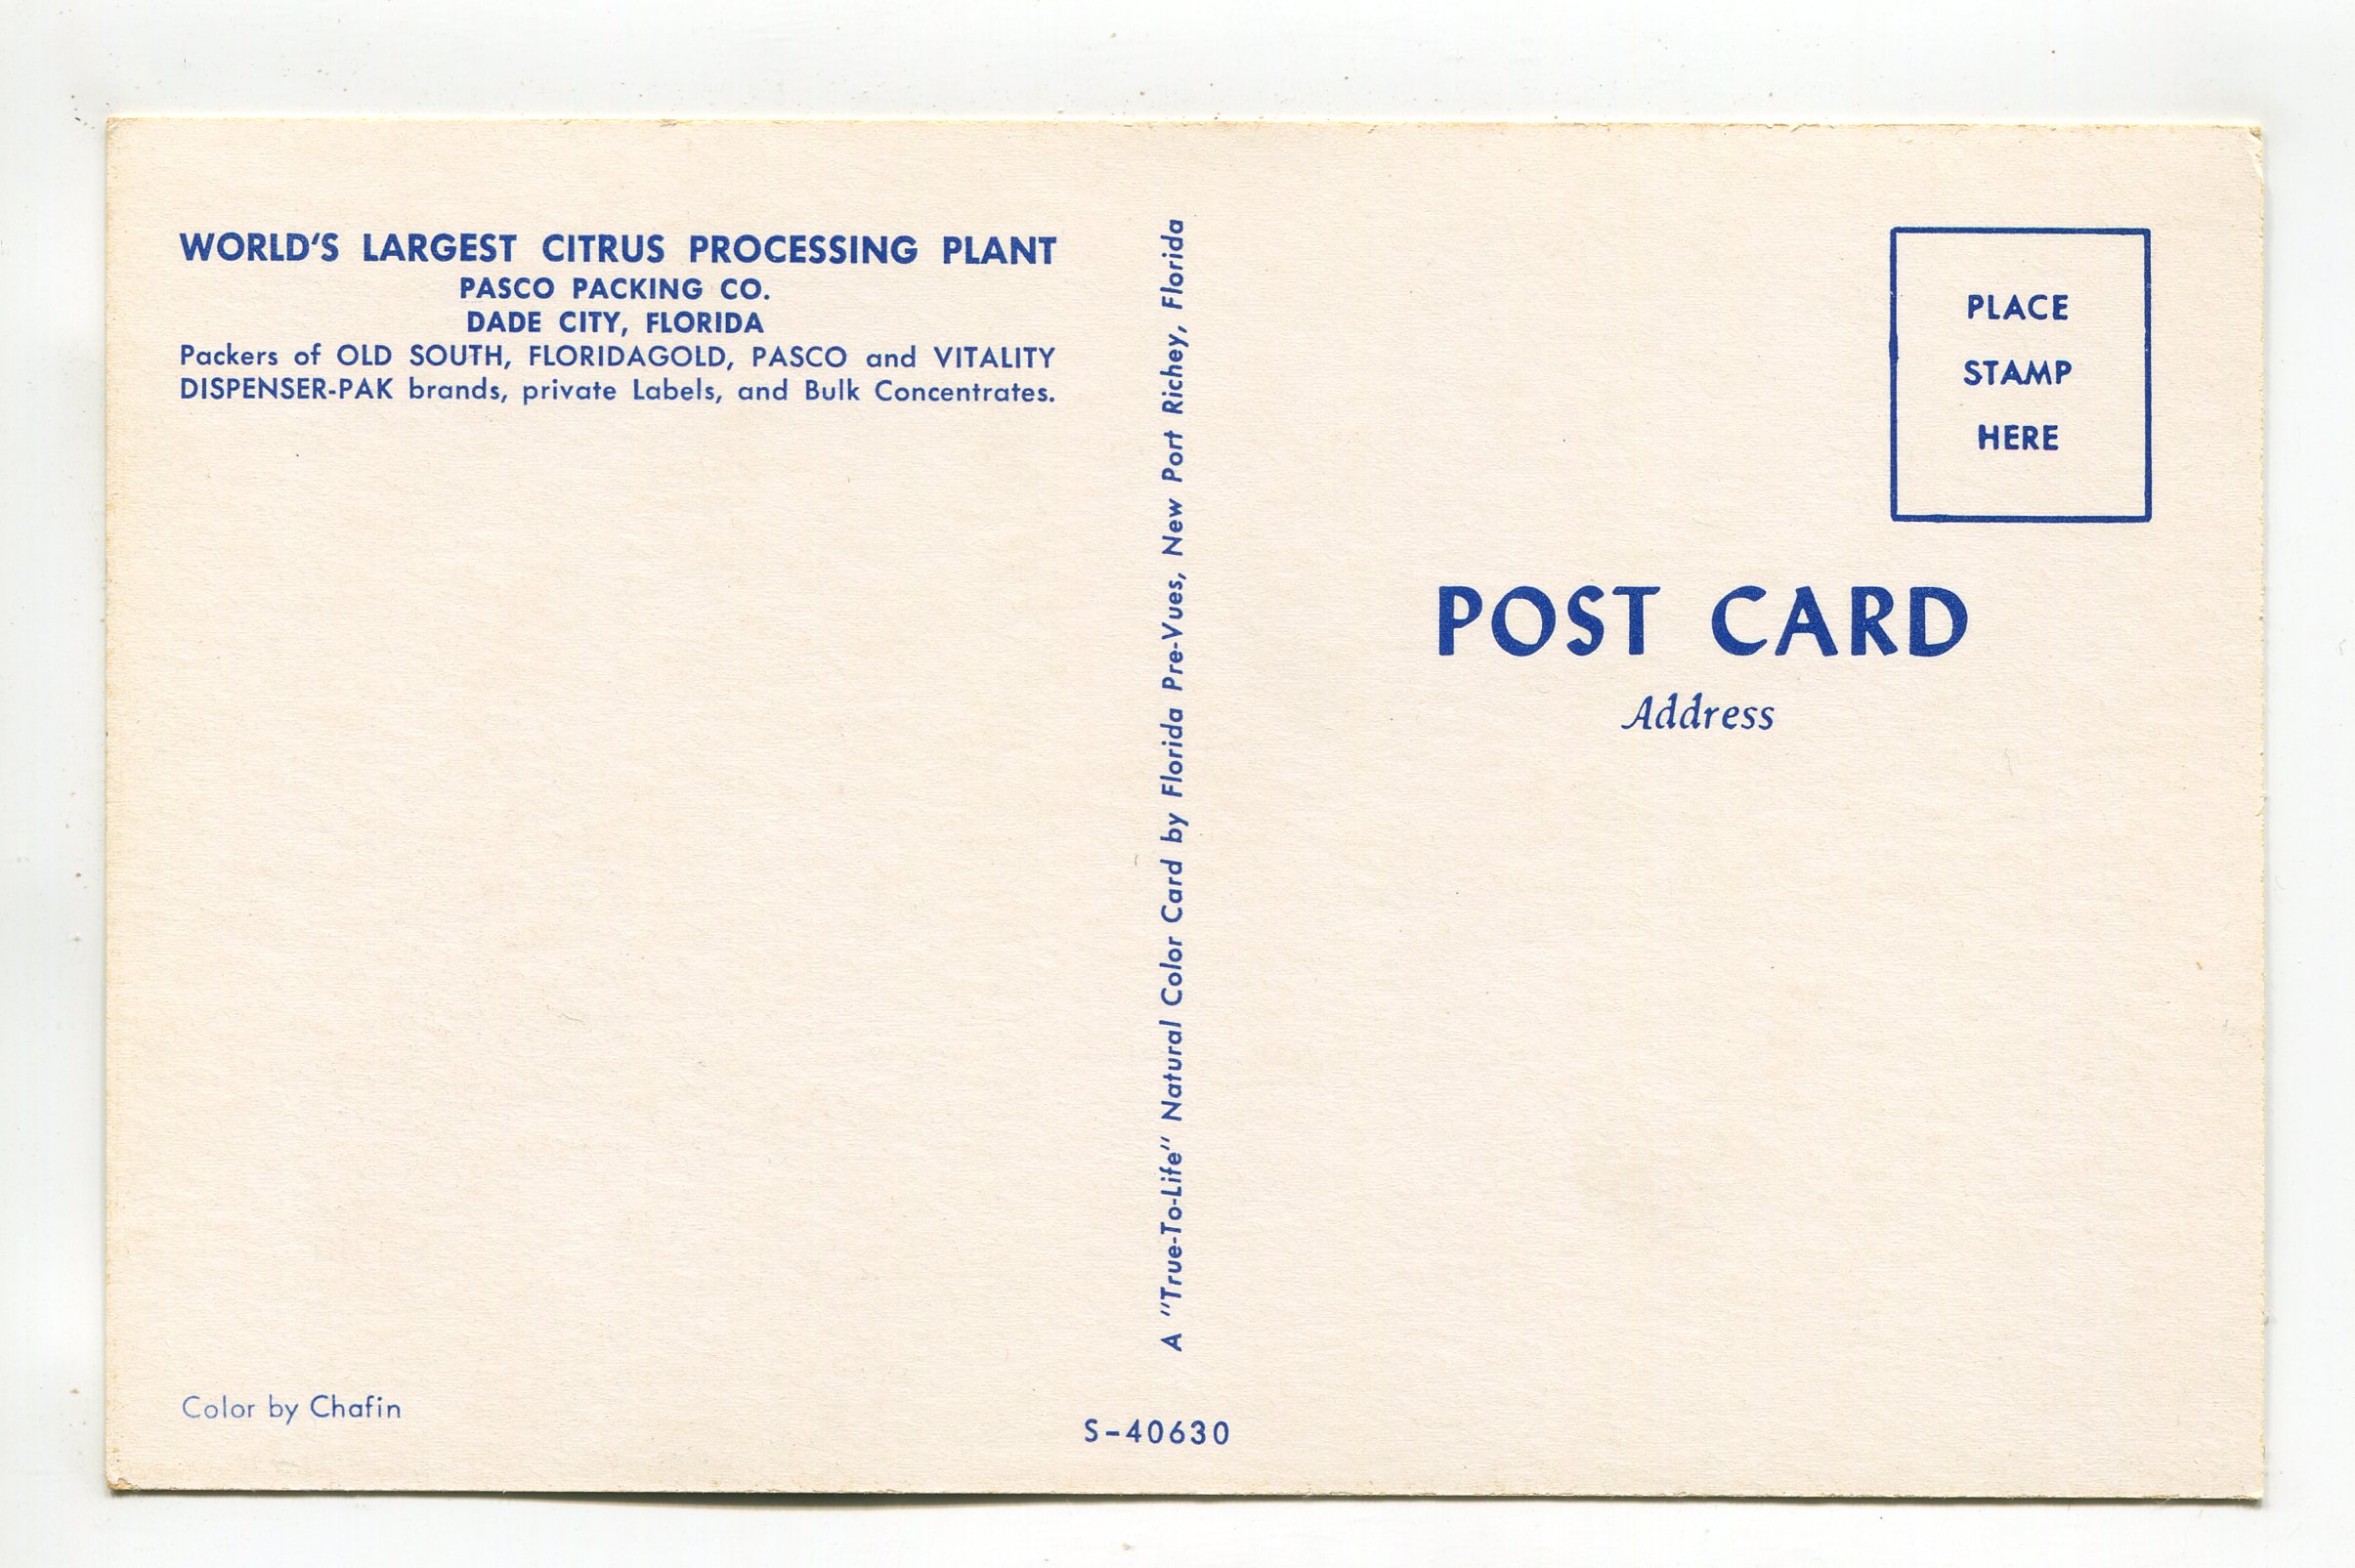 WORLD'S LARGEST CITRUS PROCESSING PLANT
PASCO PACKING CO.
DADE CITY, FLORIDA
Packers of OLD SOUTH, FLORIDAGOLD, PASCO and VITALITY
DISPENSER-PAK brands, private Labels, and Bulk Concentrates.
Color by Chafin
A "True-To-Life" Natural Color Card by Florida Pre-Vues, New Port Richey, Florida
S-40630
PLACE
STAMP
HERE
POST CARD
Address